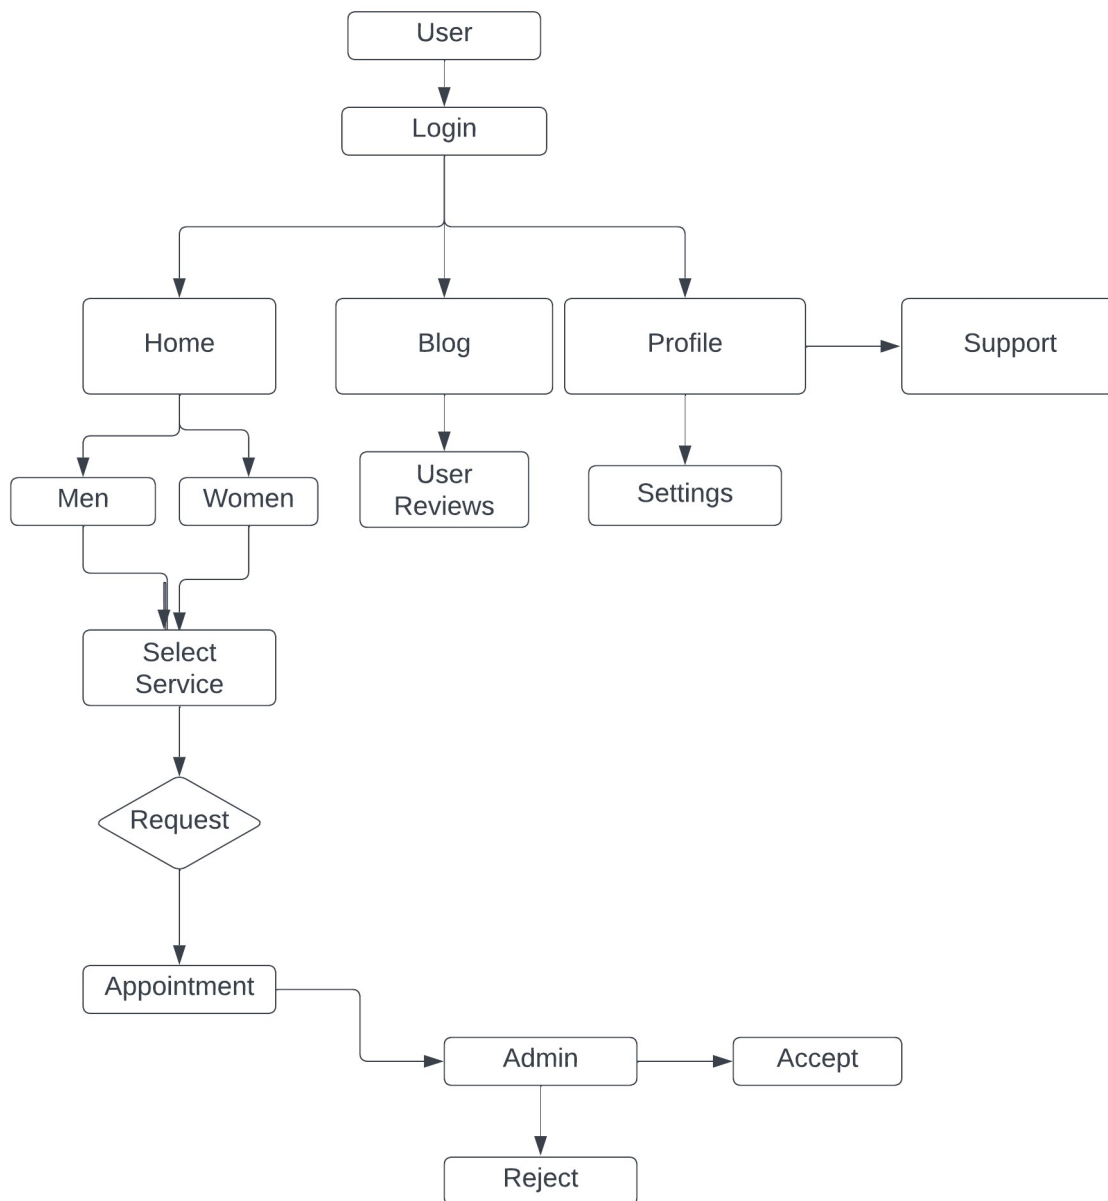 User
Login
Home
Blog
Profile
Support
Men
Women
User
Reviews
Settings
Select
Service
Request
Appointment
Admin
Accept
Reject